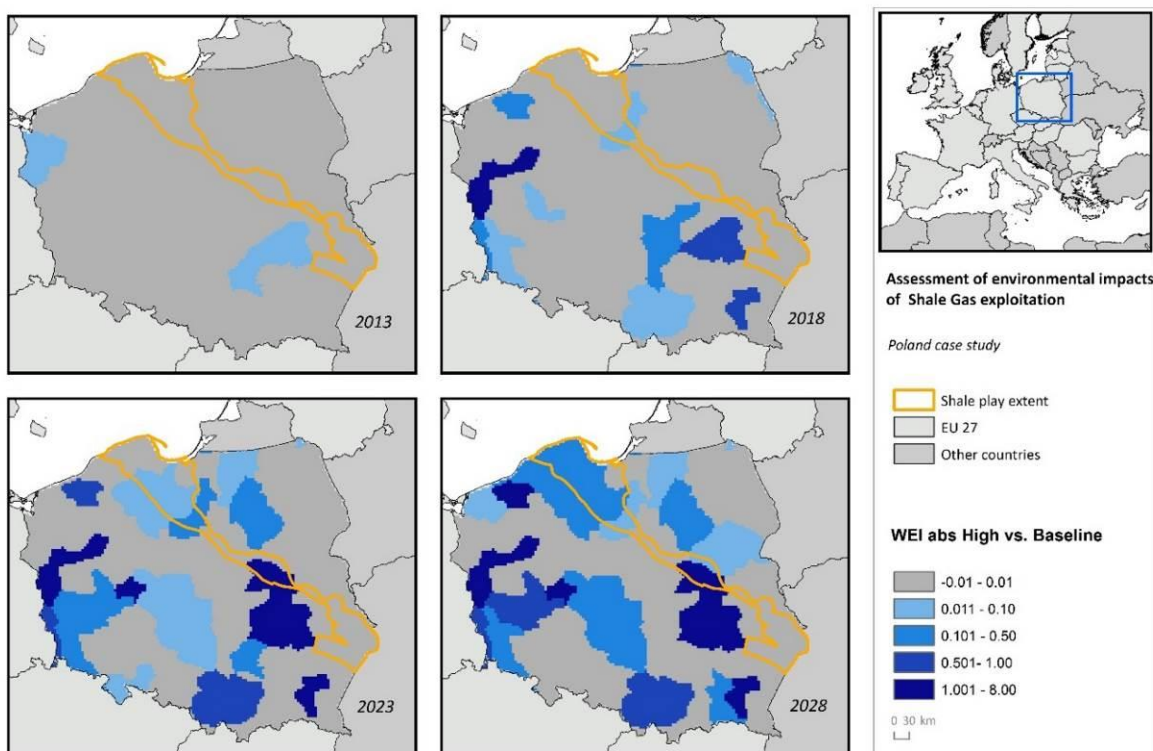 2013
2018
2023
2028
Assessment of environmental impacts
of Shale Gas exploitation
Poland case study
Shale play extent
EU 27
Other countries
WEI abs High vs. Baseline
-0.01 - 0.01
0.011 - 0.10
0.101 - 0.50
0.501- 1.00
1.001 - 8.00
0 30 km